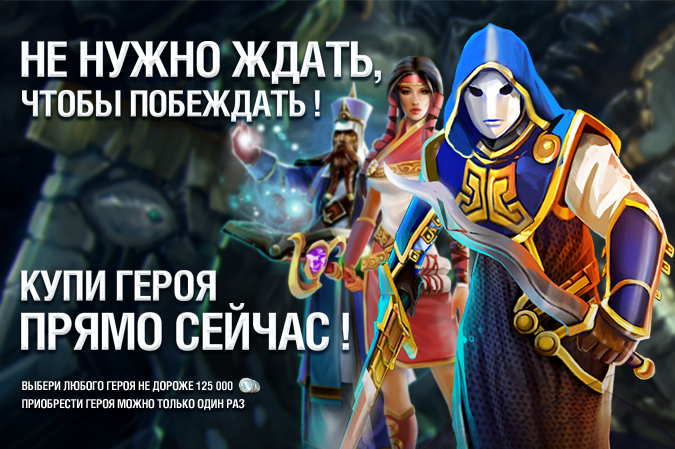 НЕ НУЖНО ЖДАТЬ,
ЧТОБЫ ПОБЕЖДАТЬ !
КУПИ ГЕРОЯ
ПРЯМО СЕЙЧАС !
ВЫБЕРИ ЛЮБОГО ГЕРОЯ НЕ ДОРОЖЕ 125 000
ПРИОБРЕСТИ ГЕРОЯ МОЖНО ТОЛЬКО ОДИН РАЗ